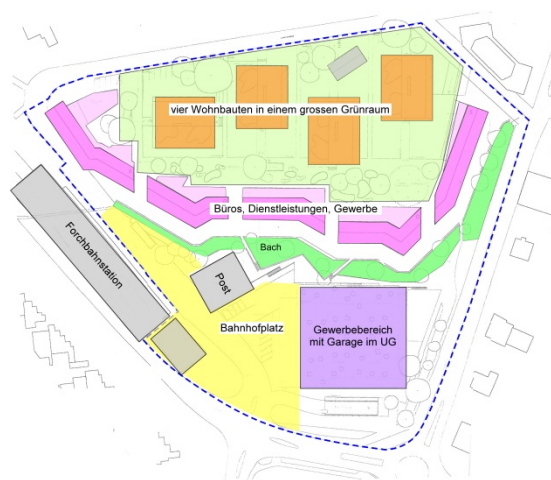 vier Wohnbauten in einem grossen Grünraum
Büros, Dienstleistungen, Gewerbe
Forchbahnstation
Bach
Post
Bahnhofplatz
Gewerbebereich
mit Garage im UG